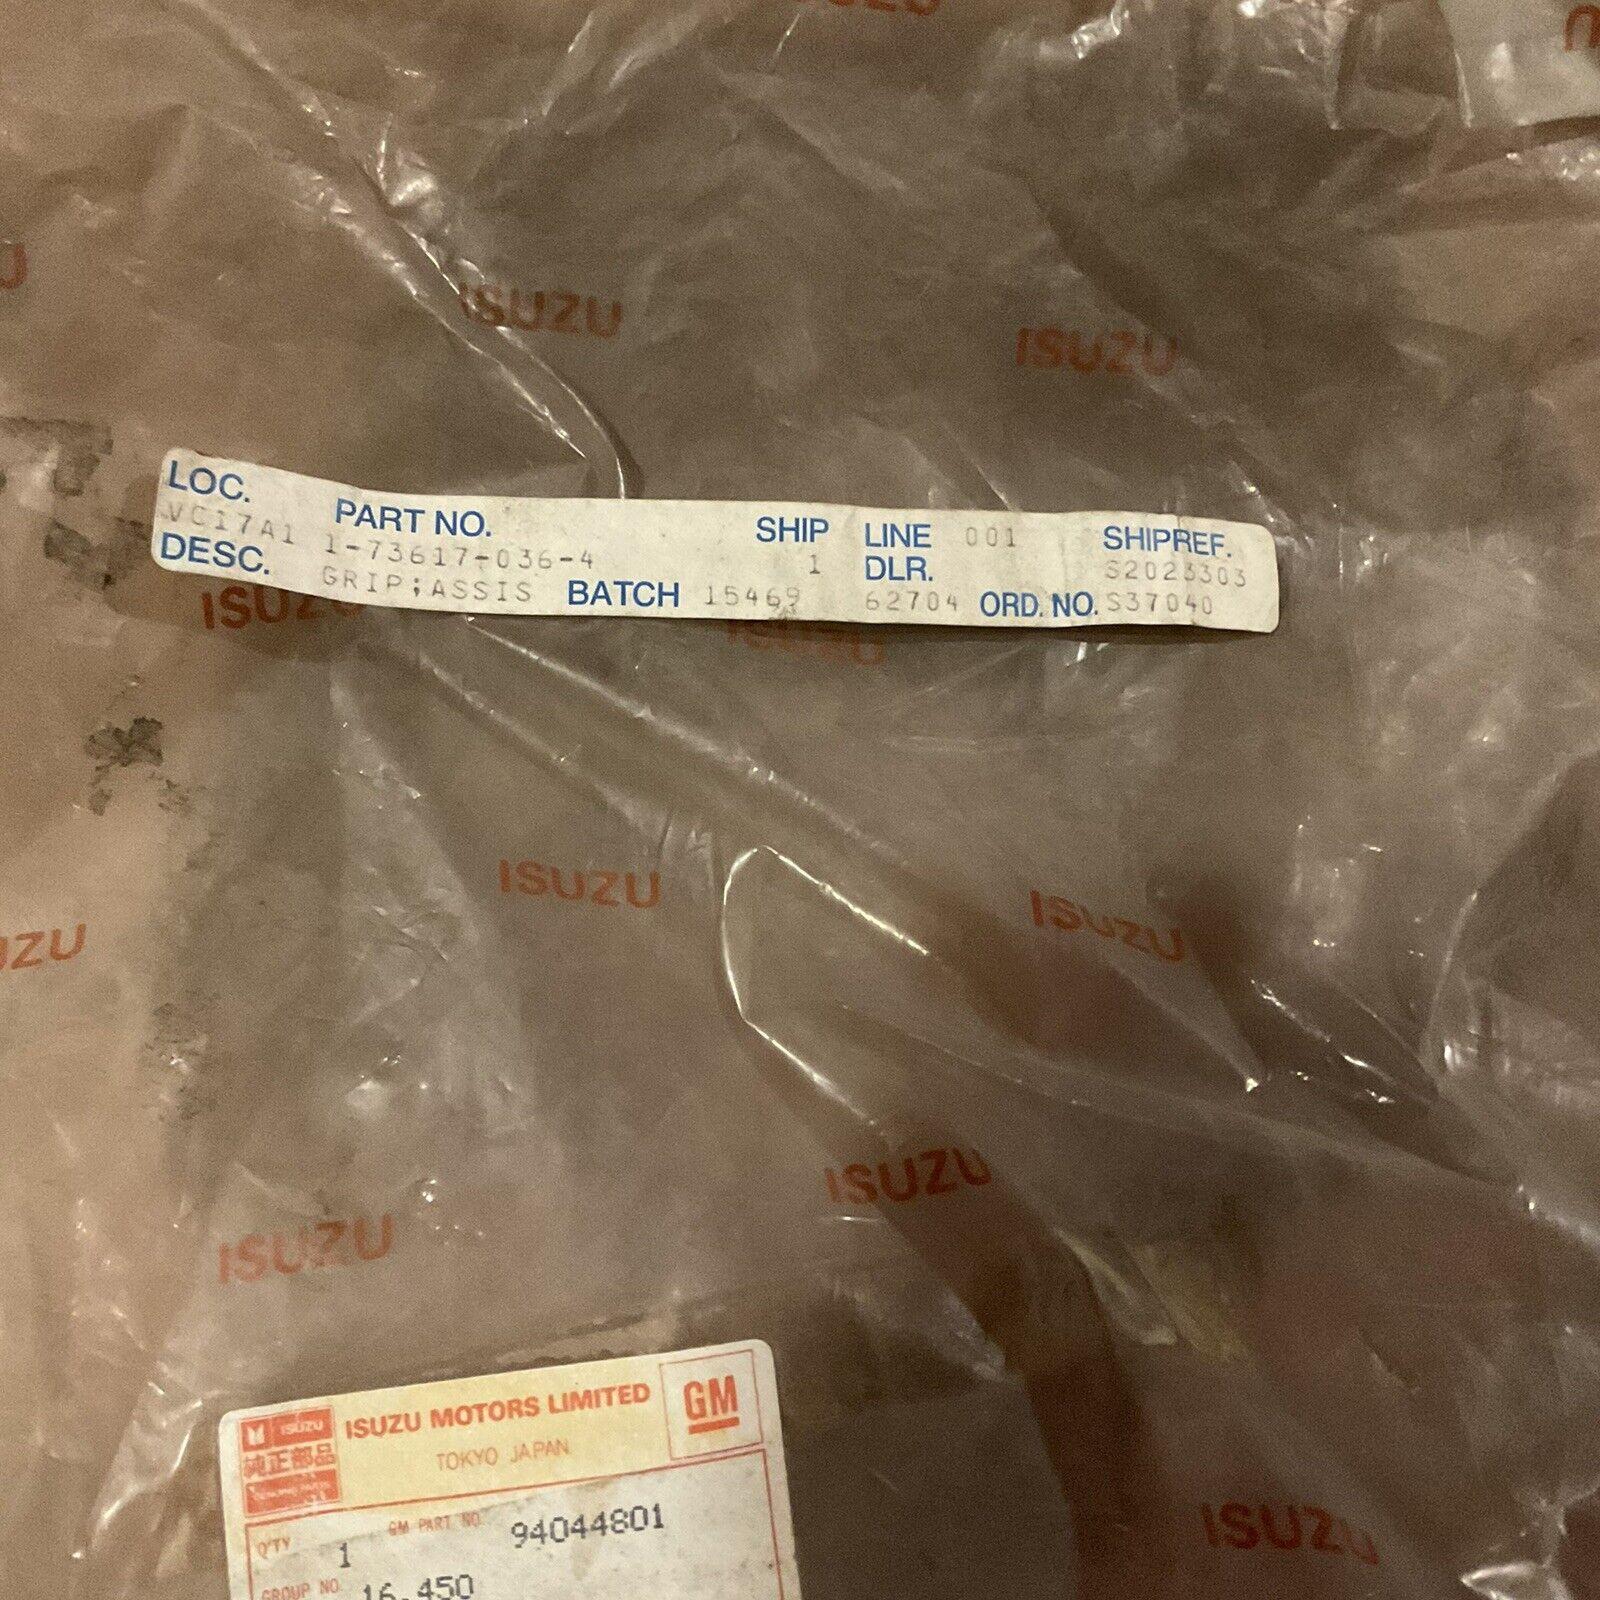 ISUZU
ISUZU
LOC. PART NO. SHIP LINE 001 SHIPREF.
VC17A1 1-73617-036-4 1 DLR. S2023303
DESC. GRIP;ASSIS BATCH 15469 62704 ORD. NO. S37040
ISUZU
ISUZU
ISUZU
ISUZU
ZU
ISUZU
ISUZU
ISUZU
ISUZU
ISUZU MOTORS LIMITED
GM
純正部品
TOKYO JAPAN
Q'TY 1 GM PART NO. 94044801
GROUP NO. 16.450